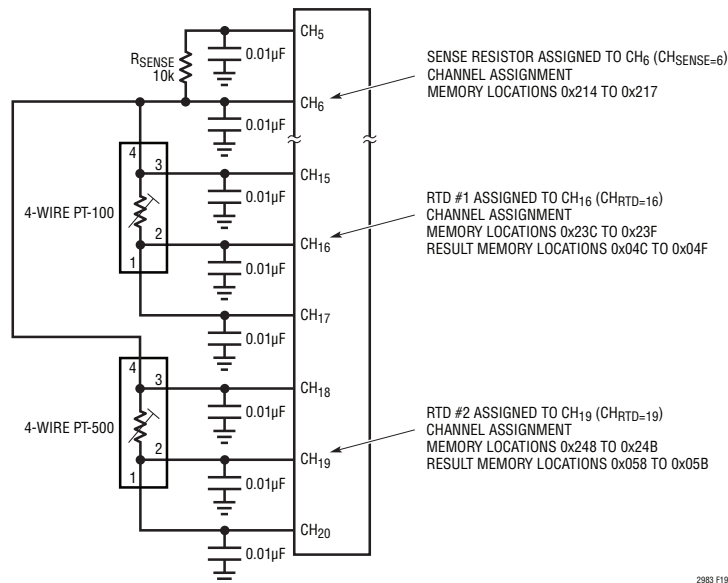 CH5
0.01µF
RSENSE
10k
SENSE RESISTOR ASSIGNED TO CH6 (CHSENSE=6)
CHANNEL ASSIGNMENT
MEMORY LOCATIONS 0x214 TO 0x217
CH6
0.01µF
4
3
CH15
0.01µF
4-WIRE PT-100
RTD #1 ASSIGNED TO CH16 (CHRTD=16)
CHANNEL ASSIGNMENT
MEMORY LOCATIONS 0x23C TO 0x23F
RESULT MEMORY LOCATIONS 0x04C TO 0x04F
2
CH16
1
0.01µF
CH17
0.01µF
4
3
CH18
0.01µF
4-WIRE PT-500
RTD #2 ASSIGNED TO CH19 (CHRTD=19)
CHANNEL ASSIGNMENT
MEMORY LOCATIONS 0x248 TO 0x24B
RESULT MEMORY LOCATIONS 0x058 TO 0x05B
2
CH19
1
0.01µF
CH20
0.01µF
2983 F19